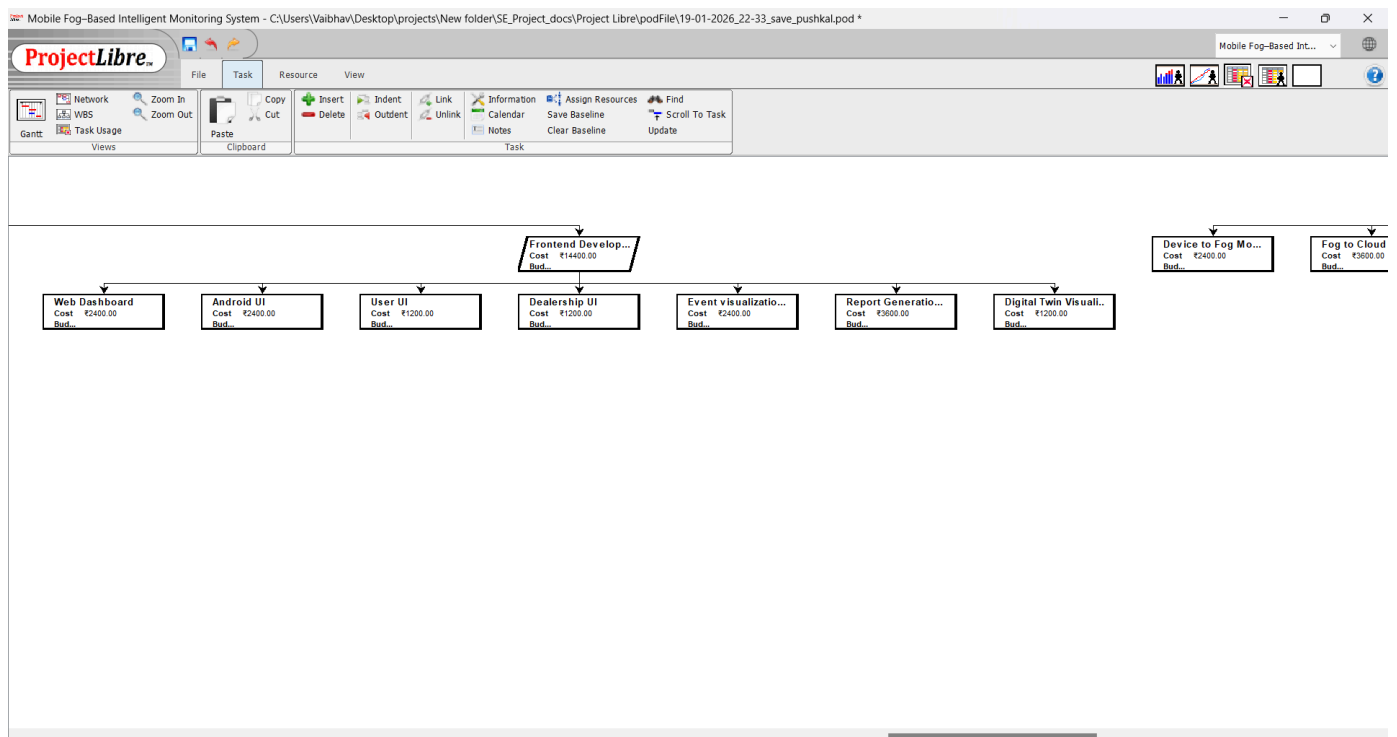 Mobile Fog–Based Intelligent Monitoring System - C:\Users\Vaibhav\Desktop\projects\New folder\SE_Project_docs\Project Libre\podFile\19-01-2026_22-33_save_pushkal.pod *
ProjectLibre
Mobile Fog–Based Int...
File Task Resource View
Network Zoom In Copy Insert Indent Link Information Assign Resources Find
WBS Zoom Out Cut Delete Outdent Unlink Calendar Save Baseline Scroll To Task
Gantt Task Usage Paste Notes Clear Baseline Update
Views Clipboard Task
Frontend Develop...
Cost ₹14400.00
Bud...
Device to Fog Mo...
Cost ₹2400.00
Bud...
Fog to Cloud
Cost ₹3600.00
Bud...
Web Dashboard
Cost ₹2400.00
Bud...
Android UI
Cost ₹2400.00
Bud...
User UI
Cost ₹1200.00
Bud...
Dealership UI
Cost ₹1200.00
Bud...
Event visualizatio...
Cost ₹2400.00
Bud...
Report Generatio...
Cost ₹3600.00
Bud...
Digital Twin Visuali..
Cost ₹1200.00
Bud...